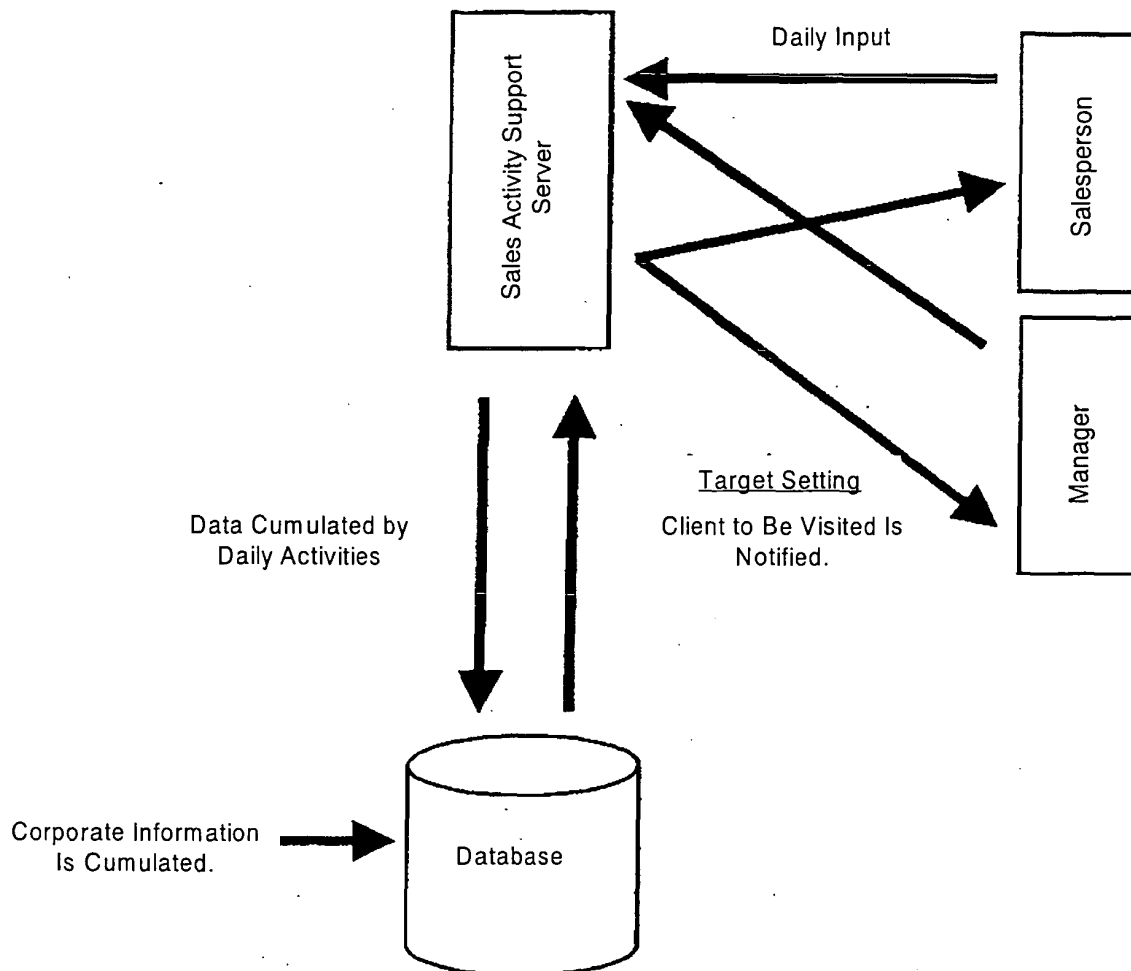 Daily Input
Sales Activity Support
Server
Salesperson
Manager
Target Setting
Client to Be Visited Is
Notified.
Data Cumulated by
Daily Activities
Corporate Information
Is Cumulated.
Database